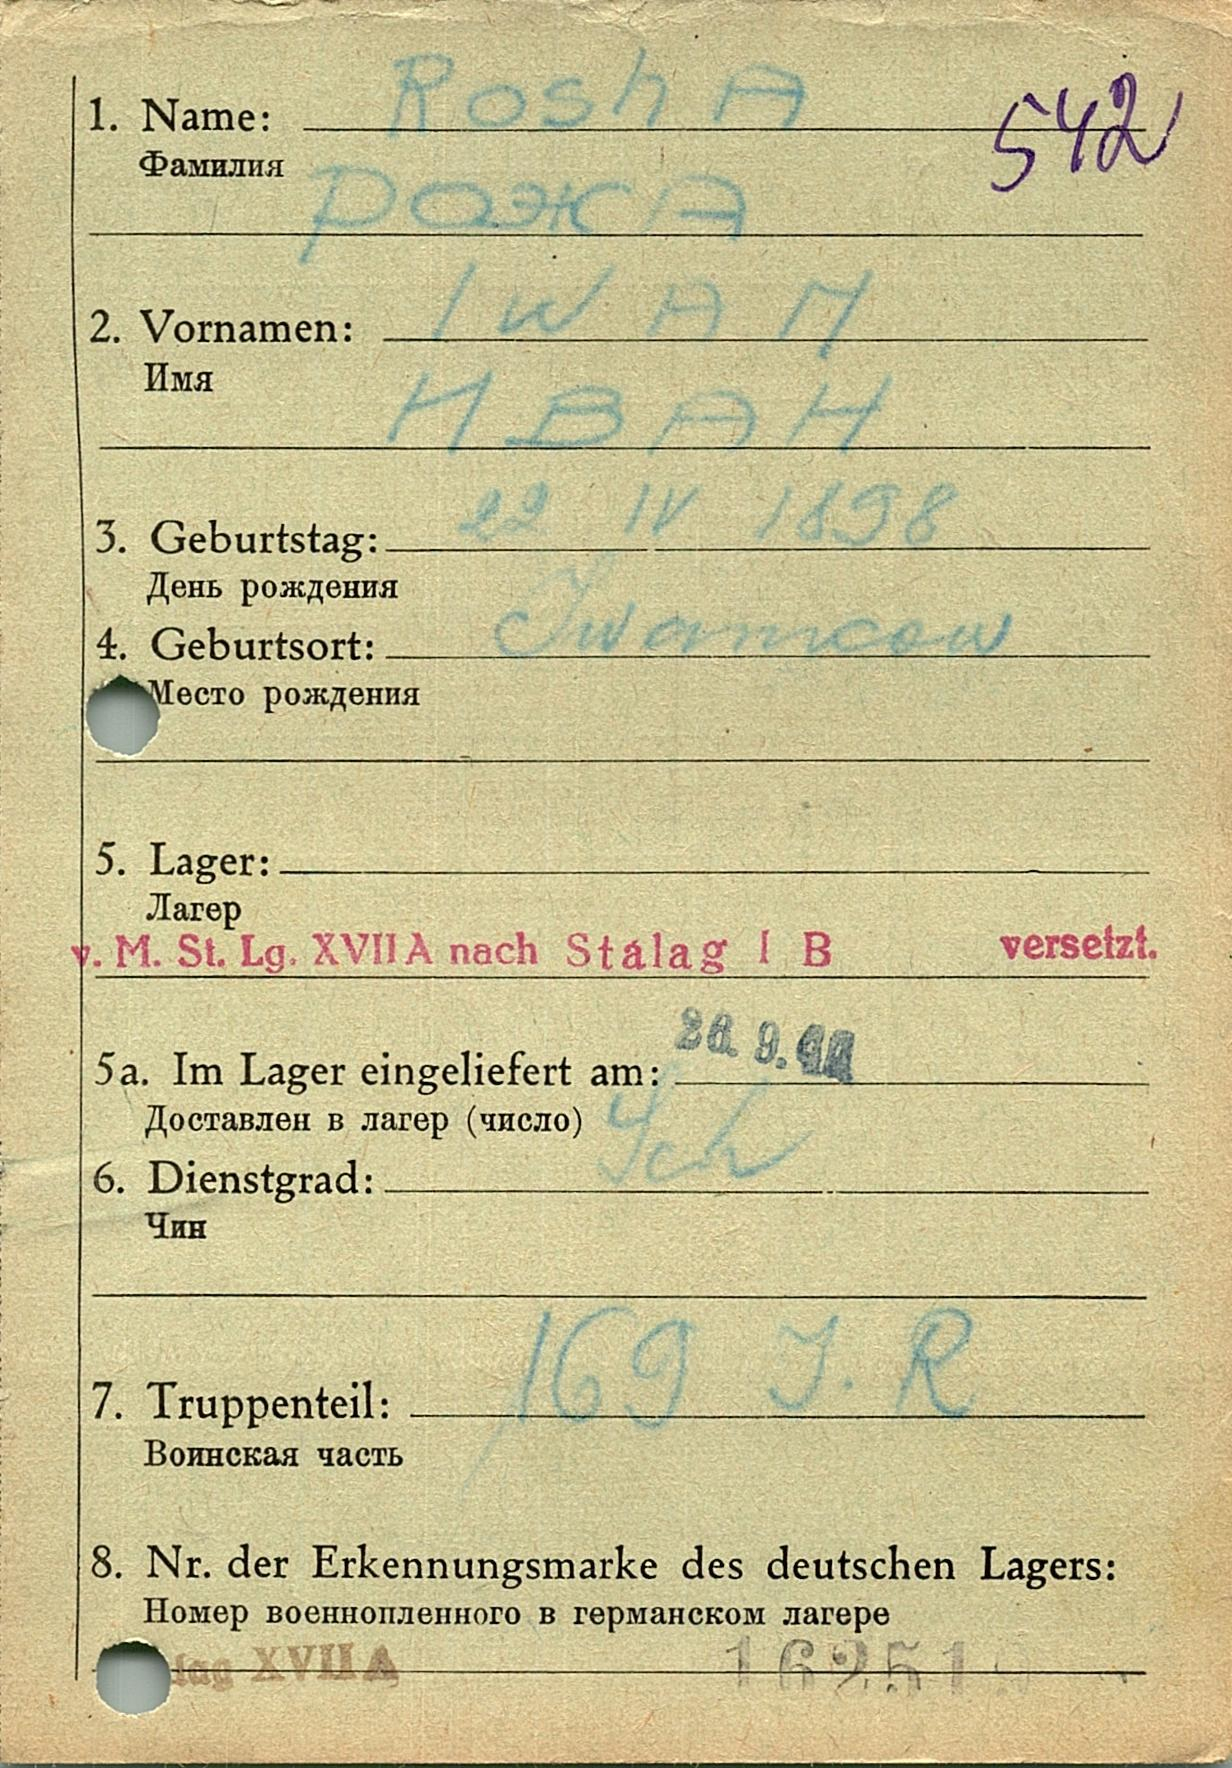 1. Name: RoshA 542
Фамилия
РОЖА
2. Vornamen: IWAN
Имя
ИВАН
3. Geburtstag: 22 IV 1898
День рождения
4. Geburtsort:
Место рождения
5. Lager:
Лагер
v. M. St. Lg. XVII A nach Stalag I B versetzt.
5a. Im Lager eingeliefert am:
Доставлен в лагер (число)
6. Dienstgrad:
Чин
7. Truppenteil: 169 J. R
Воинская часть
8. Nr. der Erkennungsmarke des deutschen Lagers:
Номер военнопленного в германском лагере
lag XVII A